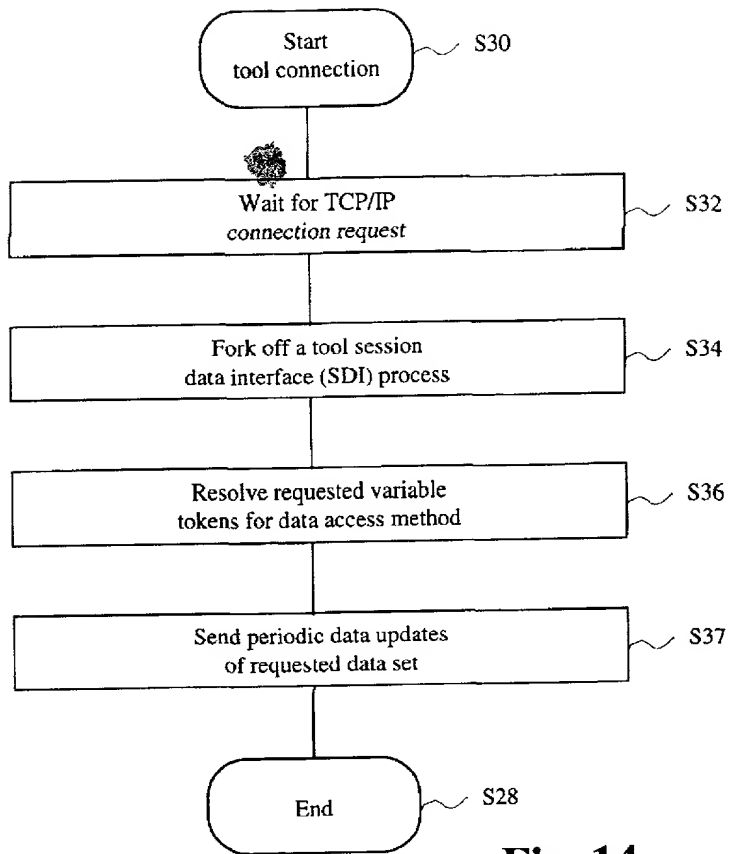 Start
tool connection
S30
Wait for TCP/IP
connection request
S32
Fork off a tool session
data interface (SDI) process
S34
Resolve requested variable
tokens for data access method
S36
Send periodic data updates
of requested data set
S37
End
S28
Fig. 14